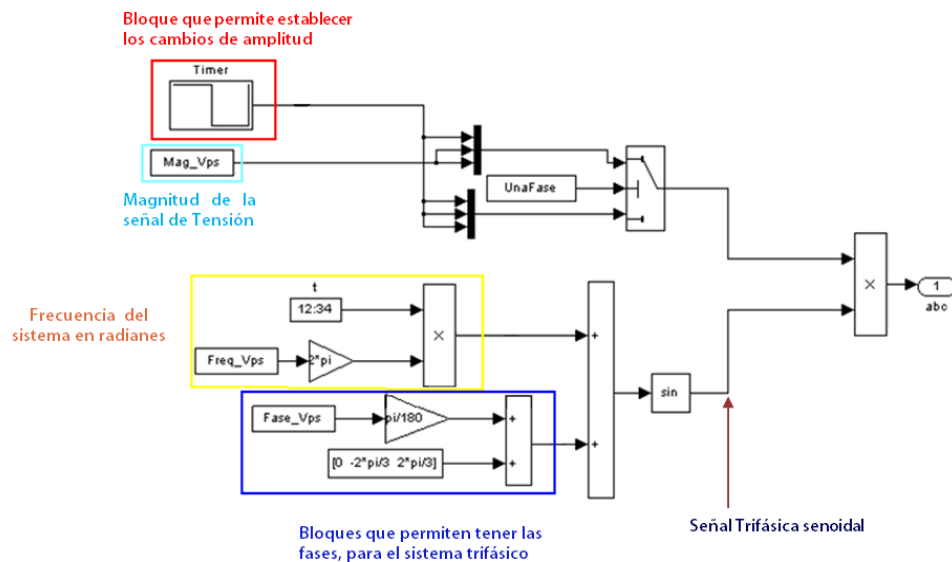 Bloque que permite establecer
los cambios de amplitud
Timer
Mag_Vps
Magnitud de la
señal de Tensión
UnaFase
×
1
abc
Frecuencia del
sistema en radianes
t
12:34
×
Freq_Vps
2*pi
+
+
sin
Fase_Vps
pi/180
+
+
[0 -2*pi/3 2*pi/3]
Señal Trifásica senoidal
Bloques que permiten tener las
fases, para el sistema trifásico